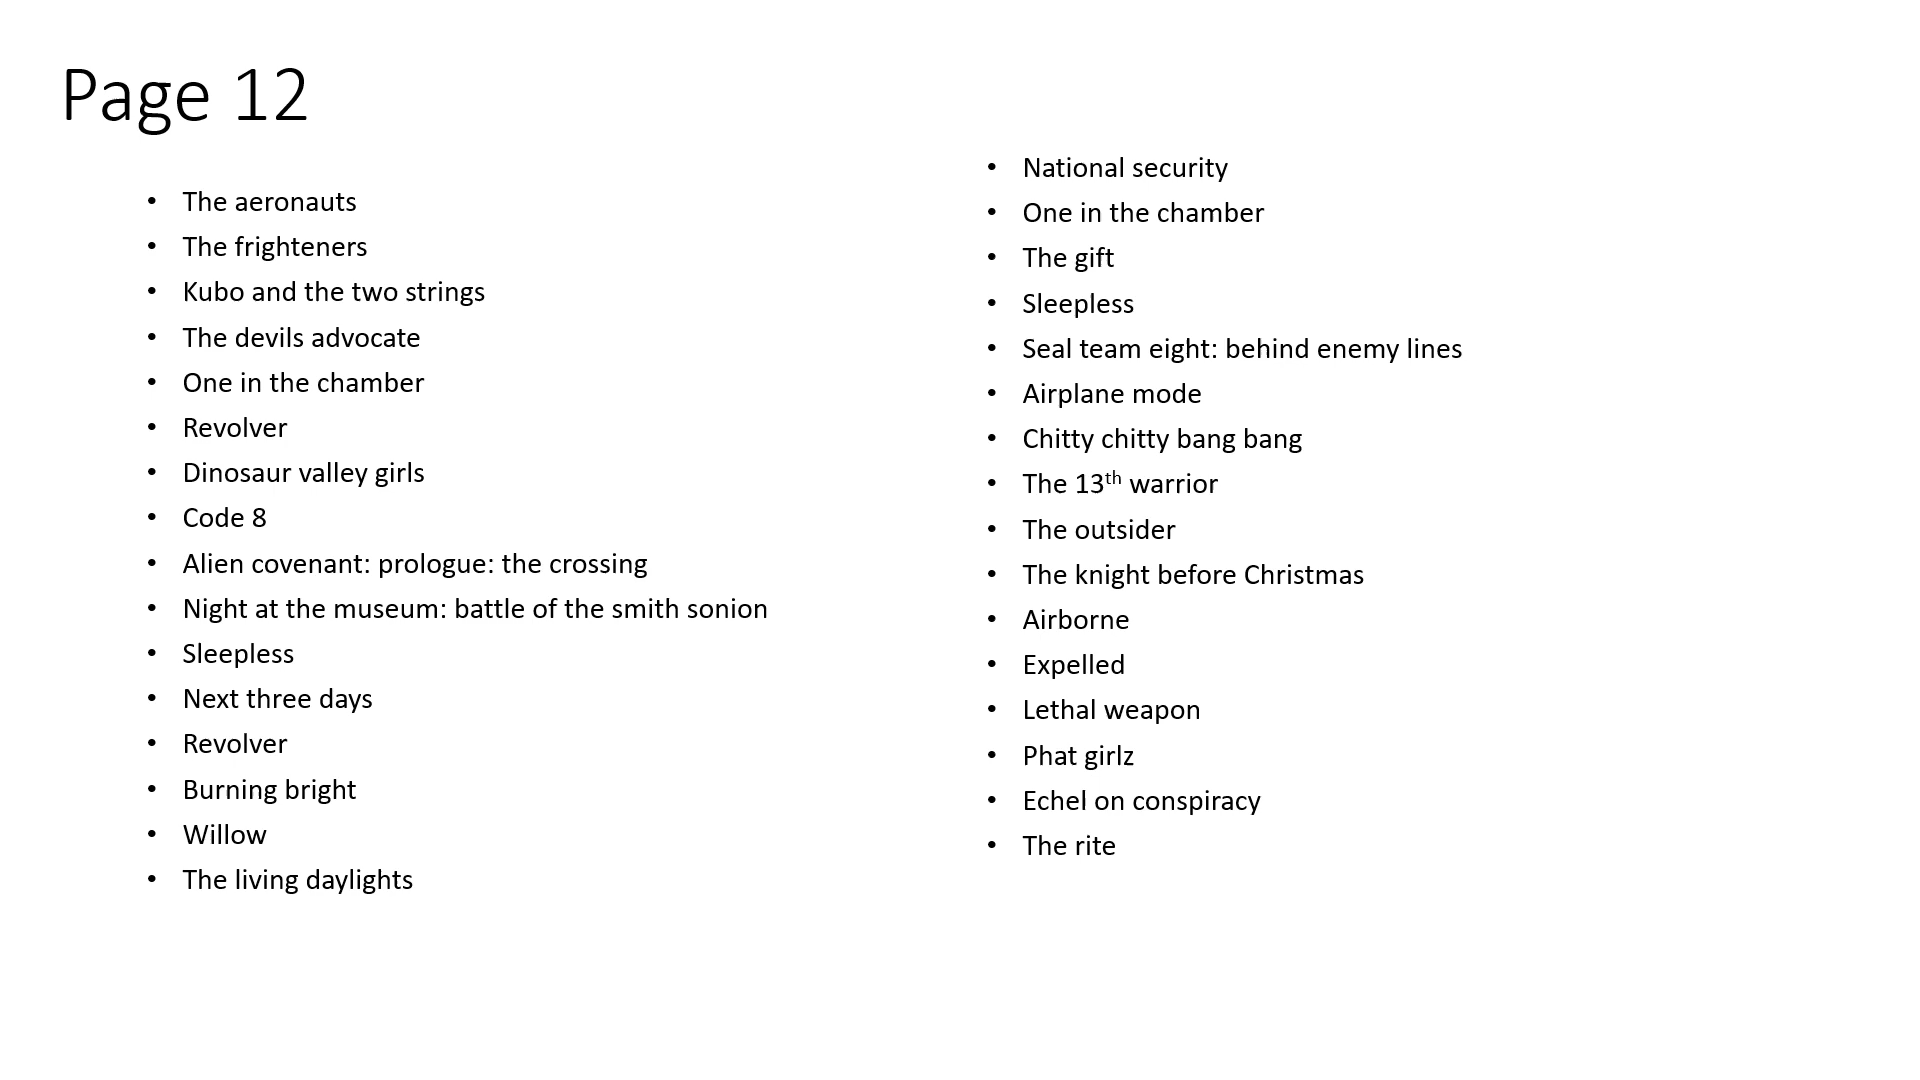 Page 12
• The aeronauts
• The frighteners
• Kubo and the two strings
• The devils advocate
• One in the chamber
• Revolver
• Dinosaur valley girls
• Code 8
• Alien covenant: prologue: the crossing
• Night at the museum: battle of the smith sonion
• Sleepless
• Next three days
• Revolver
• Burning bright
• Willow
• The living daylights
• National security
• One in the chamber
• The gift
• Sleepless
• Seal team eight: behind enemy lines
• Airplane mode
• Chitty chitty bang bang
• The 13th warrior
• The outsider
• The knight before Christmas
• Airborne
• Expelled
• Lethal weapon
• Phat girlz
• Echel on conspiracy
• The rite